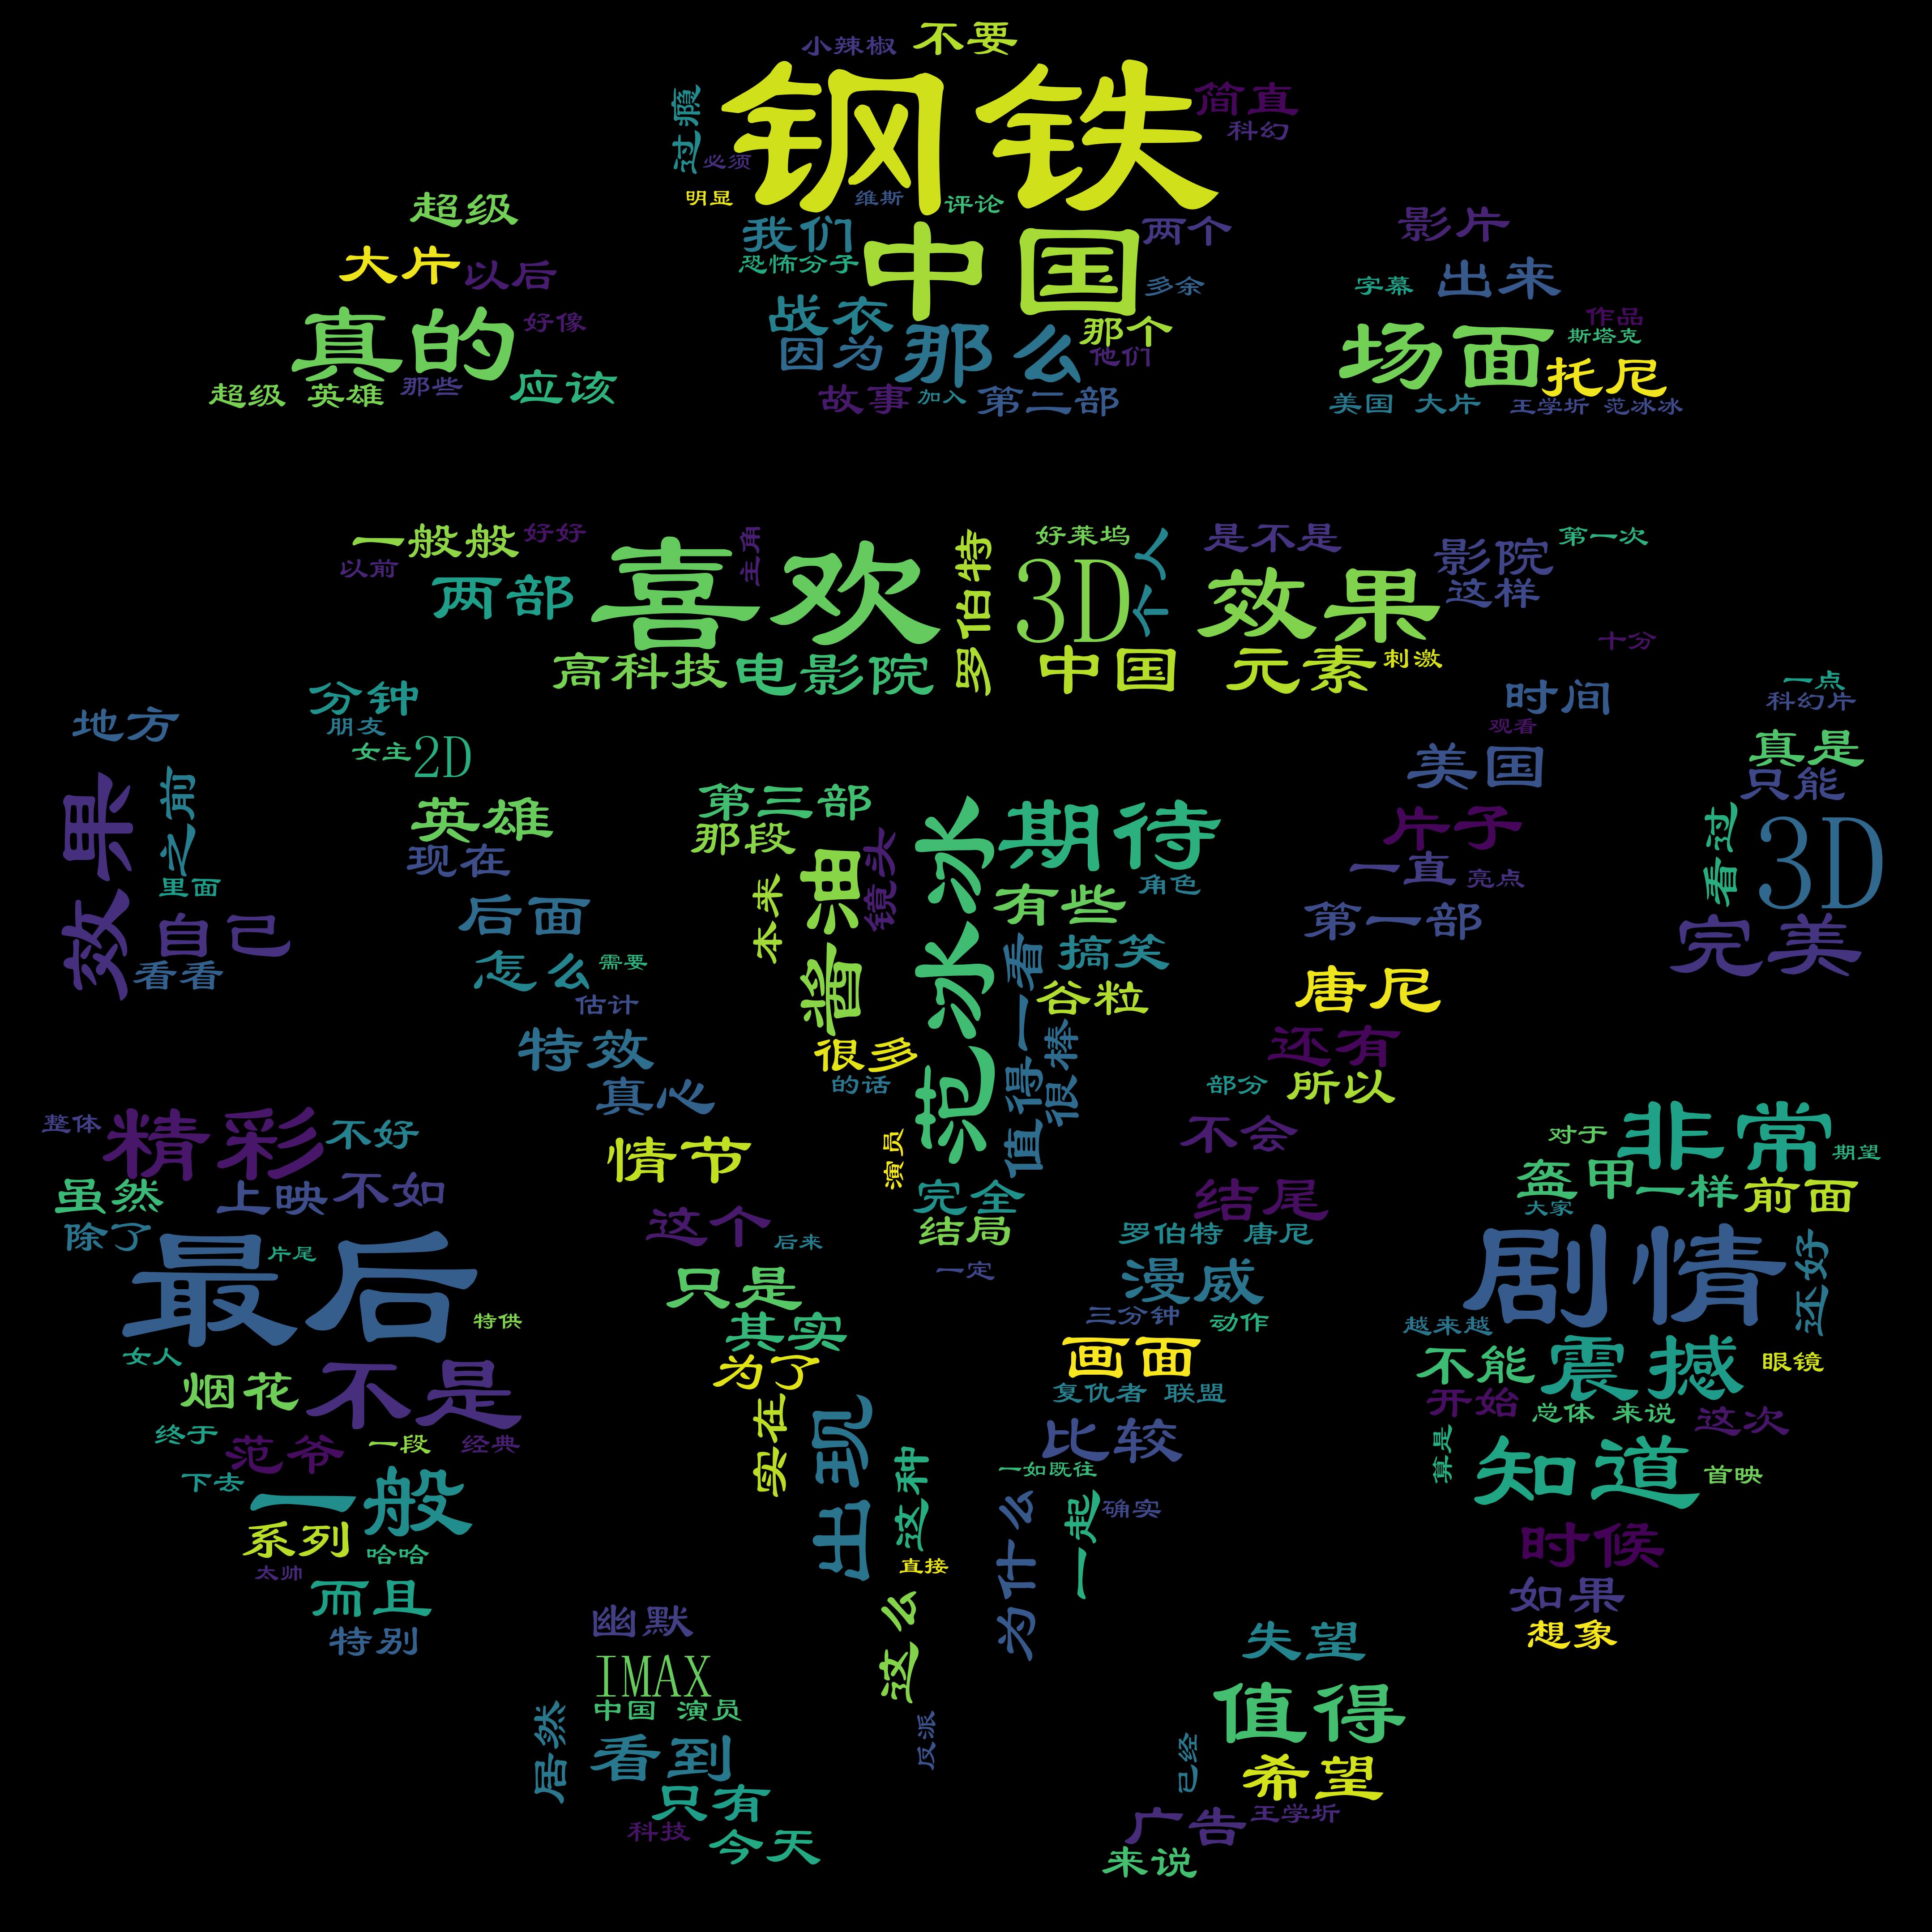 小辣椒 不要
过瘾
钢铁
简直
科幻
必须
明显
维斯
评论
超级
我们
中国
两个
影片
大片
以后
恐怖分子
多余
字幕
出来
真的
好像
战衣
因为
那么
那个
他们
场面
作品
斯塔克
托尼
超级 英雄
那些
应该
故事
加入
第二部
美国 大片
王学圻 范冰冰
一般般
好好
以前
两部
喜欢
主角
罗伯特
好莱坞
3D
个人
是不是
效果
影院
第一次
这样
十分
高科技
电影院
中国 元素
刺激
分钟
朋友
时间
观看
一点
科幻片
地方
女主
2D
美国
真是
只能
效果
之前
里面
自己
看看
英雄
现在
第三部
那段
酱油
镜头
本来
范冰冰
期待
有些
角色
片子
一直
亮点
第一部
看过
3D
完美
后面
怎么
需要
估计
特效
真心
很多
的话
看
搞笑
谷粒
值得一看
很棒
唐尼
还有
部分
所以
整体
精彩
不好
虽然
上映
不如
除了
情节
演员
完全
结局
一定
不会
结尾
罗伯特 唐尼
对于
非常
期望
盔甲
一样
前面
大家
最后
片尾
特供
这个
后来
只是
其实
为了
漫威
三分钟
动作
画面
复仇者 联盟
剧情
还好
越来越
女人
烟花
不是
终于
范爷
一段
经典
下去
一般
系列
哈哈
太帅
而且
特别
实在
出现
这种
直接
这么
比较
一如既往
为什么
一起
确实
不能
震撼
眼镜
开始
总体 来说
这次
算是
知道
首映
时候
如果
想象
幽默
IMAX
中国 演员
居然
看到
只有
科技
今天
反派
失望
值得
希望
已经
广告
王学圻
来说